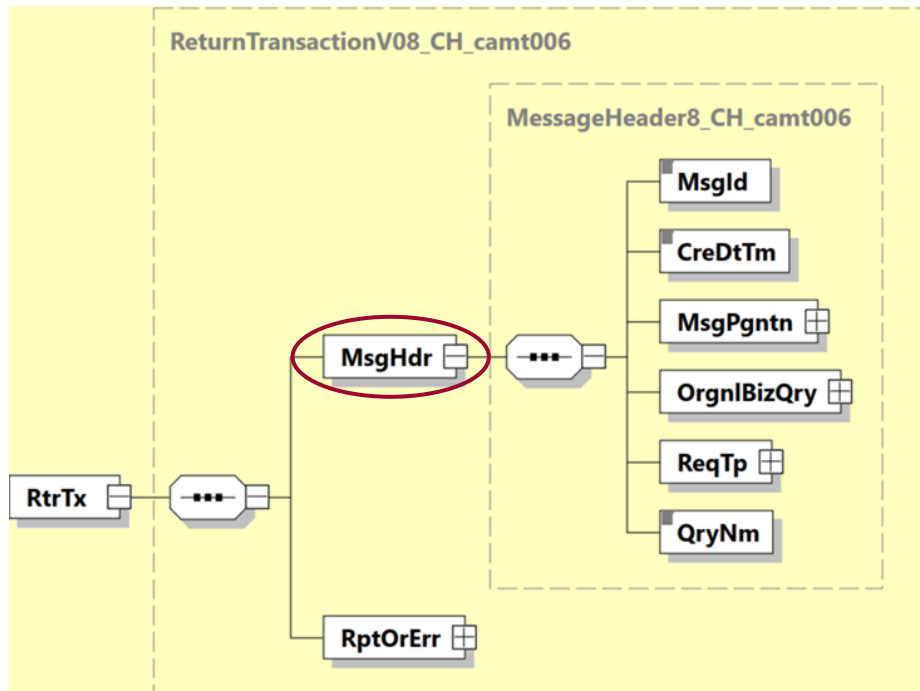 ReturnTransactionV08_CH_camt006
MessageHeader8_CH_camt006
MsgId
CreDtTm
MsgPgntn
MsgHdr
OrgnlBizQry
ReqTp
RtrTx
QryNm
RptOrErr